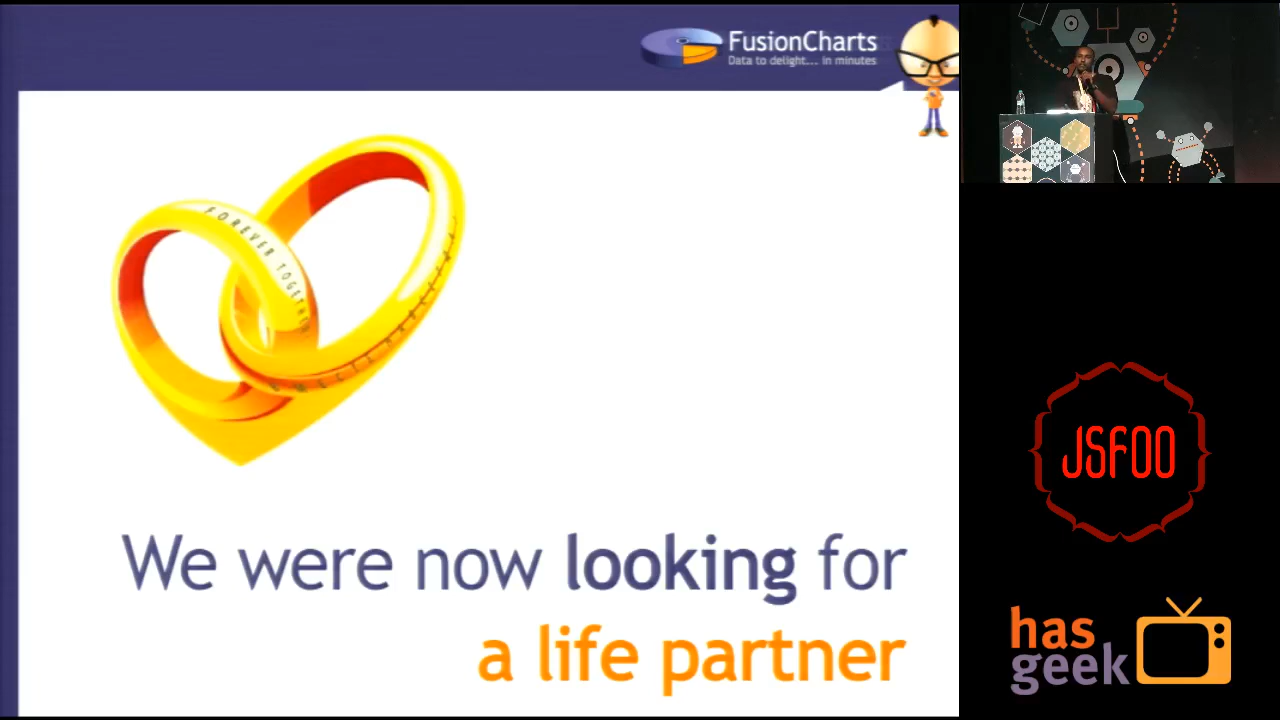 FusionCharts
Data to delight... in minutes
FOREVER TOGETHER
We were now looking for
a life partner
JSFOO
has
geek